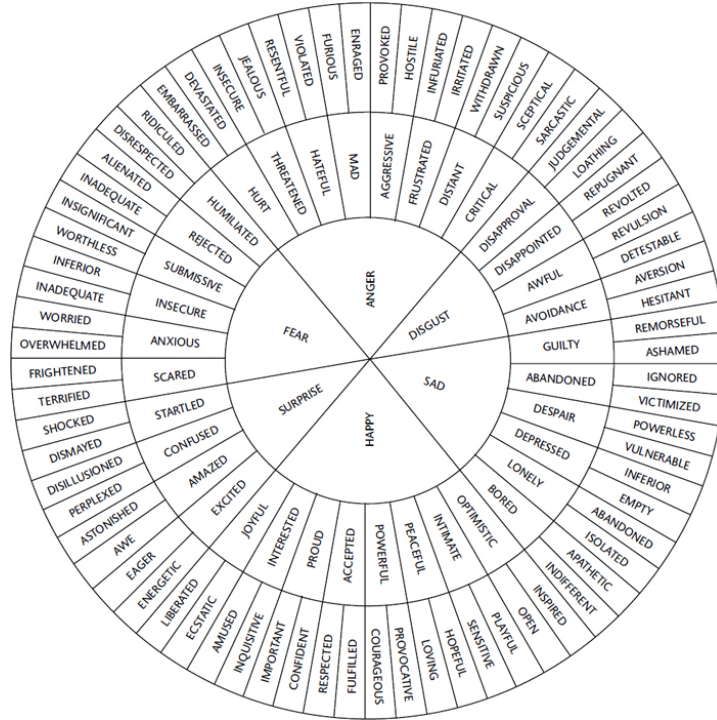 ANGER
DISGUST
SAD
HAPPY
SURPRISE
FEAR
HURT
THREATENED
HATEFUL
MAD
AGGRESSIVE
FRUSTRATED
DISTANT
CRITICAL
DISAPPROVAL
DISAPPOINTED
AWFUL
AVOIDANCE
GUILTY
ABANDONED
DESPAIR
DEPRESSED
LONELY
BORED
OPTIMISTIC
INTIMATE
PEACEFUL
POWERFUL
ACCEPTED
PROUD
INTERESTED
JOYFUL
EXCITED
AMAZED
CONFUSED
STARTLED
SCARED
ANXIOUS
INSECURE
SUBMISSIVE
REJECTED
HUMILIATED
EMBARRASSED
DEVASTATED
INSECURE
JEALOUS
RESENTFUL
VIOLATED
FURIOUS
ENRAGED
PROVOKED
HOSTILE
INFURIATED
IRRITATED
WITHDRAWN
SUSPICIOUS
SCEPTICAL
SARCASTIC
JUDGEMENTAL
LOATHING
REPUGNANT
REVOLTED
REVULSION
DETESTABLE
AVERSION
HESITANT
REMORSEFUL
ASHAMED
IGNORED
VICTIMIZED
POWERLESS
VULNERABLE
INFERIOR
EMPTY
ABANDONED
ISOLATED
APATHETIC
INDIFFERENT
INSPIRED
OPEN
PLAYFUL
SENSITIVE
HOPEFUL
LOVING
PROVOCATIVE
COURAGEOUS
FULFILLED
RESPECTED
CONFIDENT
IMPORTANT
INQUISITIVE
AMUSED
ECSTATIC
LIBERATED
ENERGETIC
EAGER
AWE
ASTONISHED
PERPLEXED
DISILLUSIONED
DISMAYED
SHOCKED
TERRIFIED
FRIGHTENED
OVERWHELMED
WORRIED
INADEQUATE
INFERIOR
WORTHLESS
INSIGNIFICANT
INADEQUATE
ALIENATED
DISRESPECTED
RIDICULED